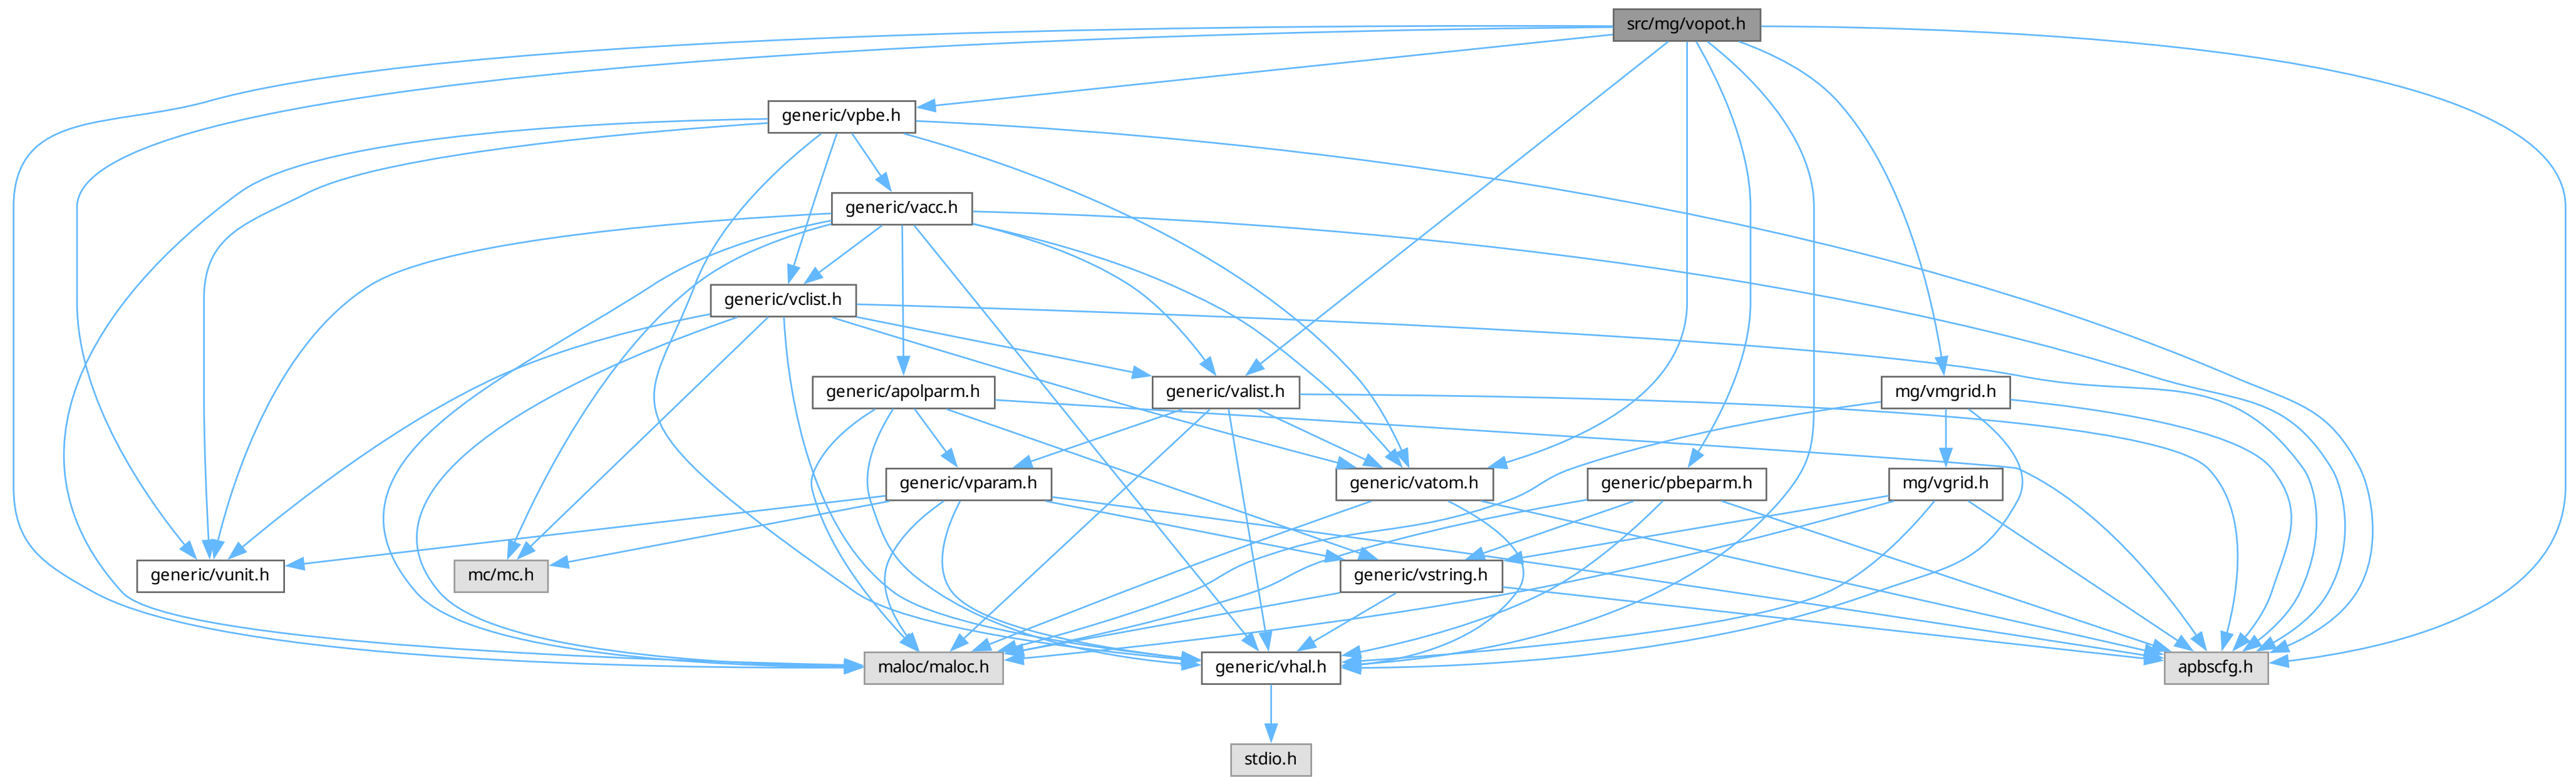 src/mg/vopot.h
generic/vpbe.h
generic/vacc.h
generic/vclist.h
generic/apolparm.h
generic/valist.h
mg/vmgrid.h
generic/vparam.h
generic/vatom.h
generic/pbeparm.h
mg/vgrid.h
generic/vunit.h
mc/mc.h
generic/vstring.h
maloc/maloc.h
generic/vhal.h
apbscfg.h
stdio.h